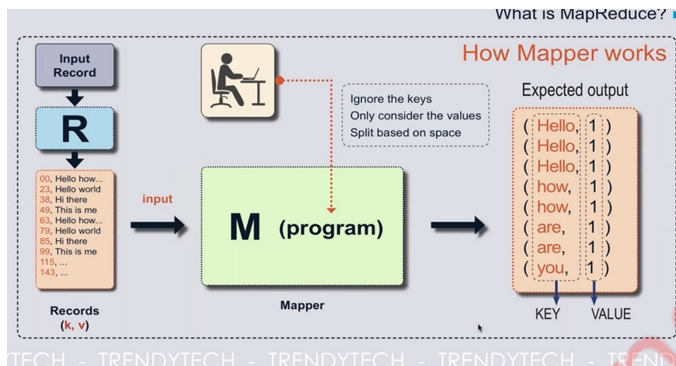 What is MapReduce?
How Mapper works
Input
Record
R
00, Hello how...
23, Hello world
38, Hi there
49, This is me
63, Hello how...
79, Hello world
85, Hi there
99, This is me
115, ...
143, ...
Records
(k, v)
input
Ignore the keys
Only consider the values
Split based on space
M (program)
Mapper
Expected output
( Hello, 1 )
( Hello, 1 )
( Hello, 1 )
( how, 1 )
( how, 1 )
( are, 1 )
( are, 1 )
( you, 1 )
KEY VALUE
YTECH - TRENDYTECH - TRENDYTECH - TREND